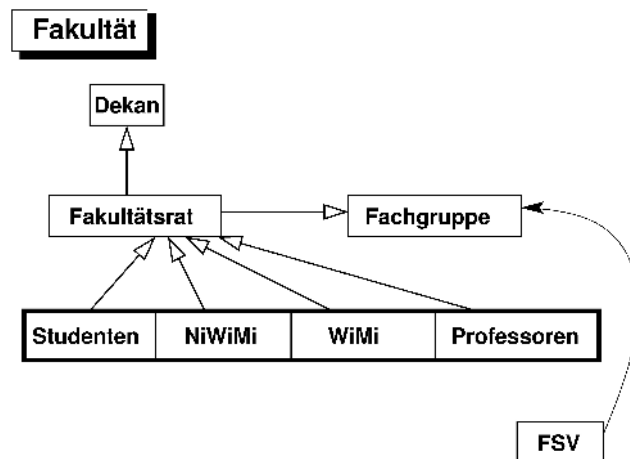 Fakultät
Dekan
Fakultätsrat
Fachgruppe
Studenten
NiWiMi
WiMi
Professoren
FSV